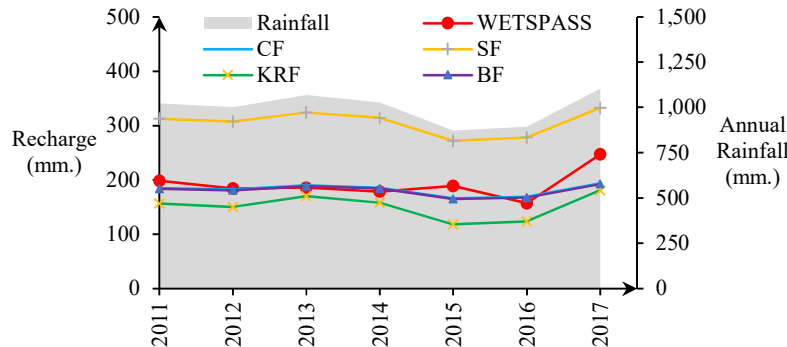 500
400
300
200
100
0
Recharge
(mm.)
Rainfall
WETSPASS
CF
SF
KRF
BF
1,500
1,250
1,000
750
500
250
0
Annual
Rainfall
(mm.)
2011
2012
2013
2014
2015
2016
2017